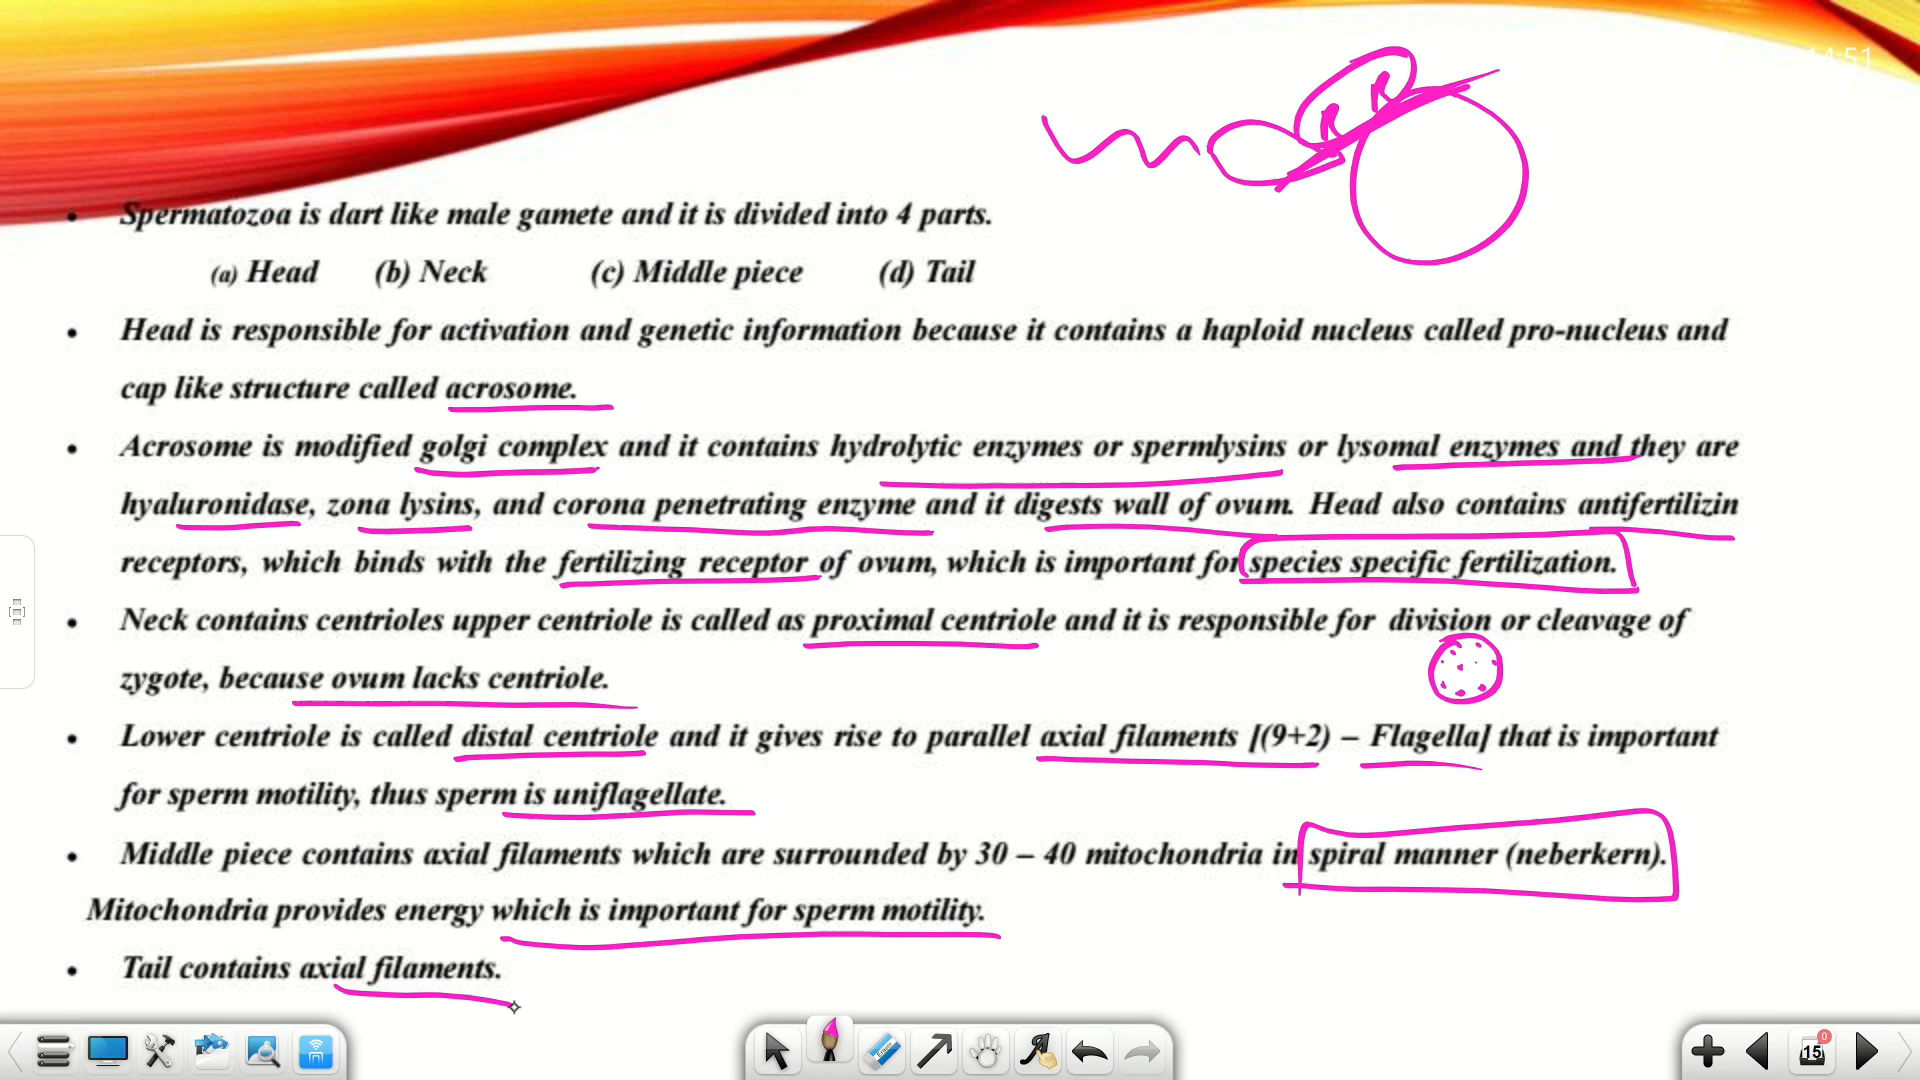 14:51
R R
• Spermatozoa is dart like male gamete and it is divided into 4 parts.
(a) Head (b) Neck (c) Middle piece (d) Tail
• Head is responsible for activation and genetic information because it contains a haploid nucleus called pro-nucleus and
cap like structure called acrosome.
• Acrosome is modified golgi complex and it contains hydrolytic enzymes or spermlysins or lysomal enzymes and they are
hyaluronidase, zona lysins, and corona penetrating enzyme and it digests wall of ovum. Head also contains antifertilizin
receptors, which binds with the fertilizing receptor of ovum, which is important for species specific fertilization.
• Neck contains centrioles upper centriole is called as proximal centriole and it is responsible for division or cleavage of
zygote, because ovum lacks centriole.
• Lower centriole is called distal centriole and it gives rise to parallel axial filaments [(9+2) – Flagella] that is important
for sperm motility, thus sperm is uniflagellate.
• Middle piece contains axial filaments which are surrounded by 30 – 40 mitochondria in spiral manner (neberkern).
Mitochondria provides energy which is important for sperm motility.
• Tail contains axial filaments.
15
0